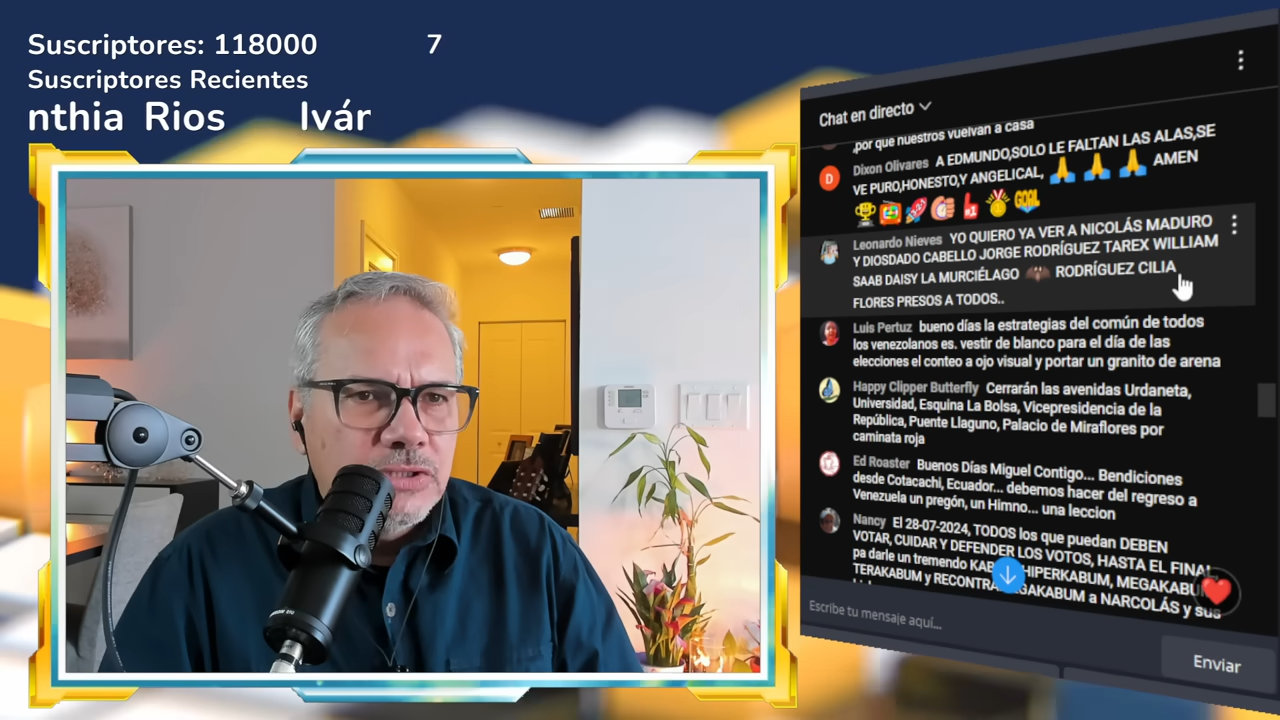 Suscriptores: 118000 7
Suscriptores Recientes
nthia Rios Ivár
Chat en directo
,por que nuestros vuelvan a casa
D
Dixon Olivares A EDMUNDO,SOLO LE FALTAN LAS ALAS,SE
VE PURO,HONESTO,Y ANGELICAL, AMEN
#1 GOAL
Leonardo Nieves YO QUIERO YA VER A NICOLÁS MADURO
Y DIOSDADO CABELLO JORGE RODRÍGUEZ TAREX WILLIAM
SAAB DAISY LA MURCIÉLAGO RODRÍGUEZ CILIA
FLORES PRESOS A TODOS..
Luis Pertuz bueno días la estrategias del común de todos
los venezolanos es. vestir de blanco para el día de las
elecciones el conteo a ojo visual y portar un granito de arena
Happy Clipper Butterfly Cerrarán las avenidas Urdaneta,
Universidad, Esquina La Bolsa, Vicepresidencia de la
República, Puente Llaguno, Palacio de Miraflores por
caminata roja
Ed Roaster Buenos Días Miguel Contigo... Bendiciones
desde Cotacachi, Ecuador... debemos hacer del regreso a
Venezuela un pregón, un Himno... una leccion
Nancy El 28-07-2024, TODOS los que puedan DEBEN
VOTAR, CUIDAR Y DEFENDER LOS VOTOS, HASTA EL FINAL
pa darle un tremendo HIPERKABUM,
TERAKABUM y a NARCOLÁS y sus
Escribe tu mensaje aquí...
Enviar